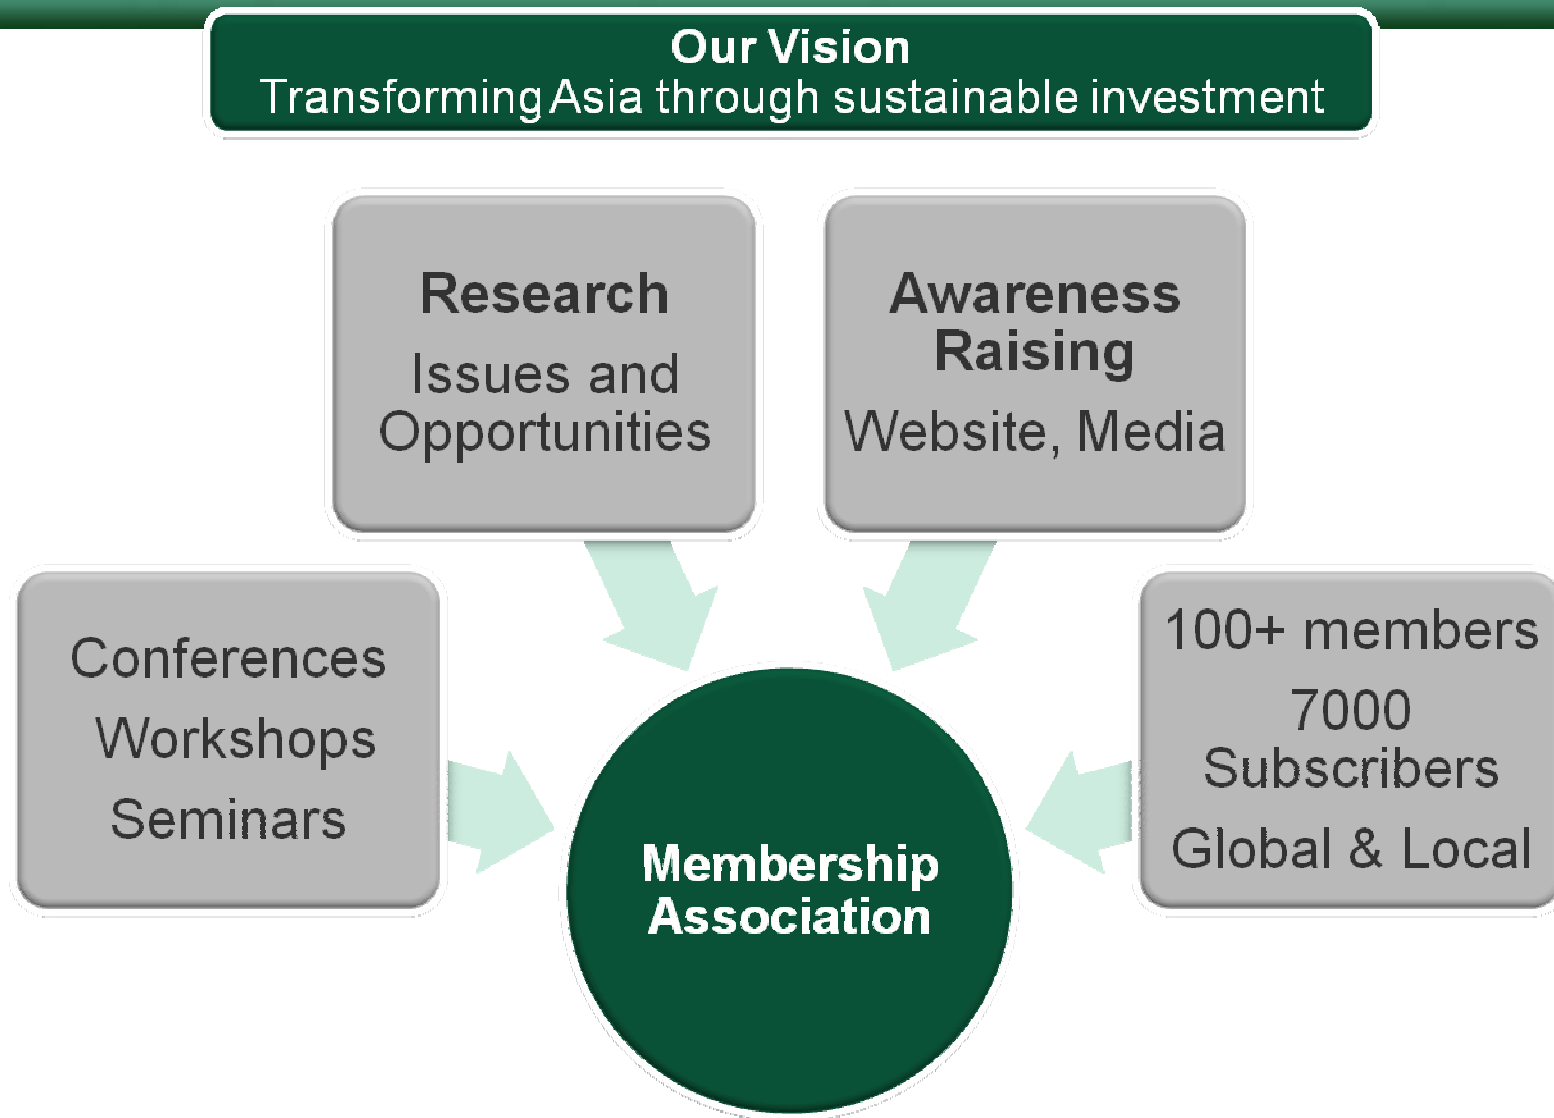 Our Vision
Transforming Asia through sustainable investment
Research
Issues and
Opportunities
Awareness
Raising
Website, Media
Conferences
Workshops
Seminars
100+ members
7000
Subscribers
Global & Local
Membership
Association